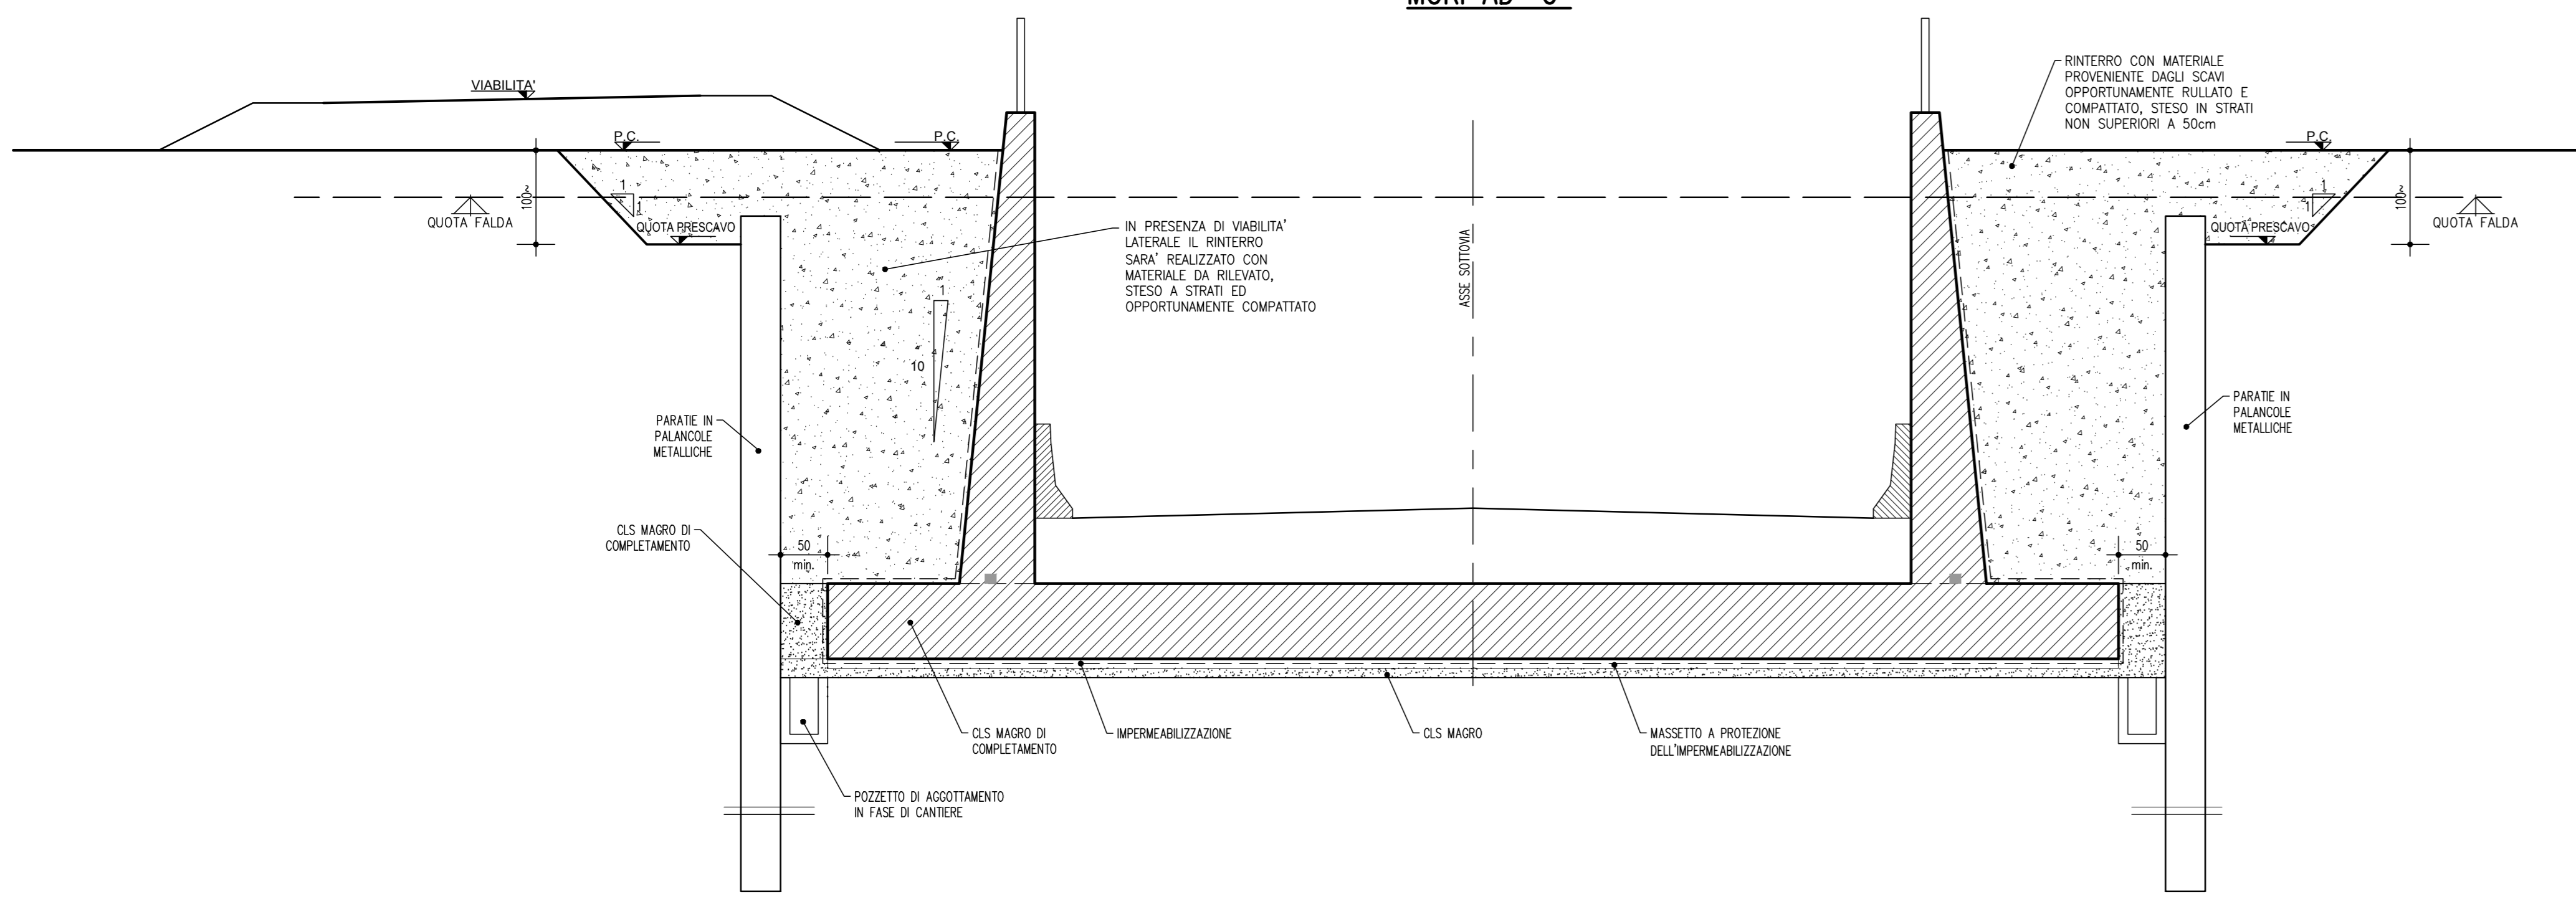 MURI AD "U"
VIABILITA'
P.C.
P.C.
100~
1
1
QUOTA FALDA
QUOTA PRESCAVO
IN PRESENZA DI VIABILITA'
LATERALE IL RINTERRO
SARA' REALIZZATO CON
MATERIALE DA RILEVATO,
STESO A STRATI ED
OPPORTUNAMENTE COMPATTATO
ASSE SOTTOVIA
RINTERRO CON MATERIALE
PROVENIENTE DAGLI SCAVI
OPPORTUNAMENTE RULLATO E
COMPATTATO, STESO IN STRATI
NON SUPERIORI A 50cm
P.C.
1
1
100~
QUOTA PRESCAVO
QUOTA FALDA
1
10
PARATIE IN
PALANCOLE
METALLICHE
PARATIE IN
PALANCOLE
METALLICHE
CLS MAGRO DI
COMPLETAMENTO
50
min.
50
min.
CLS MAGRO DI
COMPLETAMENTO
IMPERMEABILIZZAZIONE
CLS MAGRO
MASSETTO A PROTEZIONE
DELL'IMPERMEABILIZZAZIONE
POZZETTO DI AGGOTTAMENTO
IN FASE DI CANTIERE